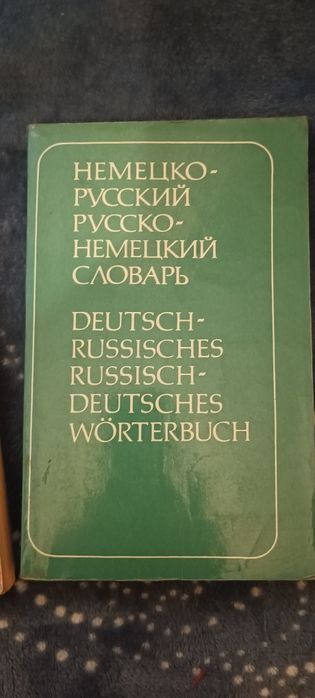 НЕМЕЦКО-
РУССКИЙ
РУССКО-
НЕМЕЦКИЙ
СЛОВАРЬ
DEUTSCH-
RUSSISCHES
RUSSISCH-
DEUTSCHES
WÖRTERBUCH